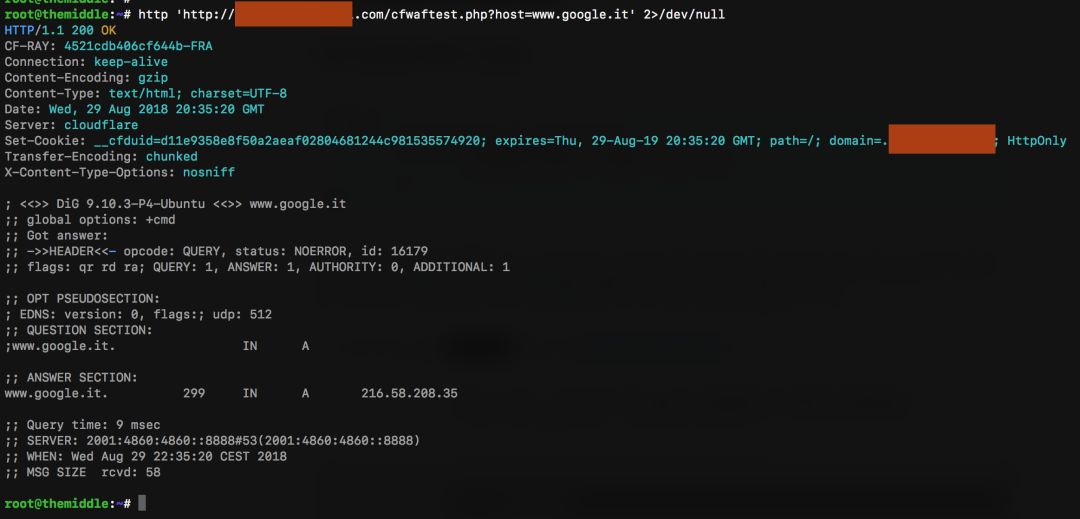 root@themiddle:~# http 'http:// .com/cfwaftest.php?host=www.google.it' 2>/dev/null
HTTP/1.1 200 OK
CF-RAY: 4521cdb406cf644b-FRA
Connection: keep-alive
Content-Encoding: gzip
Content-Type: text/html; charset=UTF-8
Date: Wed, 29 Aug 2018 20:35:20 GMT
Server: cloudflare
Set-Cookie: __cfduid=d11e9358e8f50a2aeaf02804681244c981535574920; expires=Thu, 29-Aug-19 20:35:20 GMT; path=/; domain=. ; HttpOnly
Transfer-Encoding: chunked
X-Content-Type-Options: nosniff
; <<>> DiG 9.10.3-P4-Ubuntu <<>> www.google.it
;; global options: +cmd
;; Got answer:
;; ->>HEADER<<- opcode: QUERY, status: NOERROR, id: 16179
;; flags: qr rd ra; QUERY: 1, ANSWER: 1, AUTHORITY: 0, ADDITIONAL: 1
;; OPT PSEUDOSECTION:
; EDNS: version: 0, flags:; udp: 512
;; QUESTION SECTION:
;www.google.it. IN A
;; ANSWER SECTION:
www.google.it. 299 IN A 216.58.208.35
;; Query time: 9 msec
;; SERVER: 2001:4860:4860::8888#53(2001:4860:4860::8888)
;; WHEN: Wed Aug 29 22:35:20 CEST 2018
;; MSG SIZE rcvd: 58
root@themiddle:~#